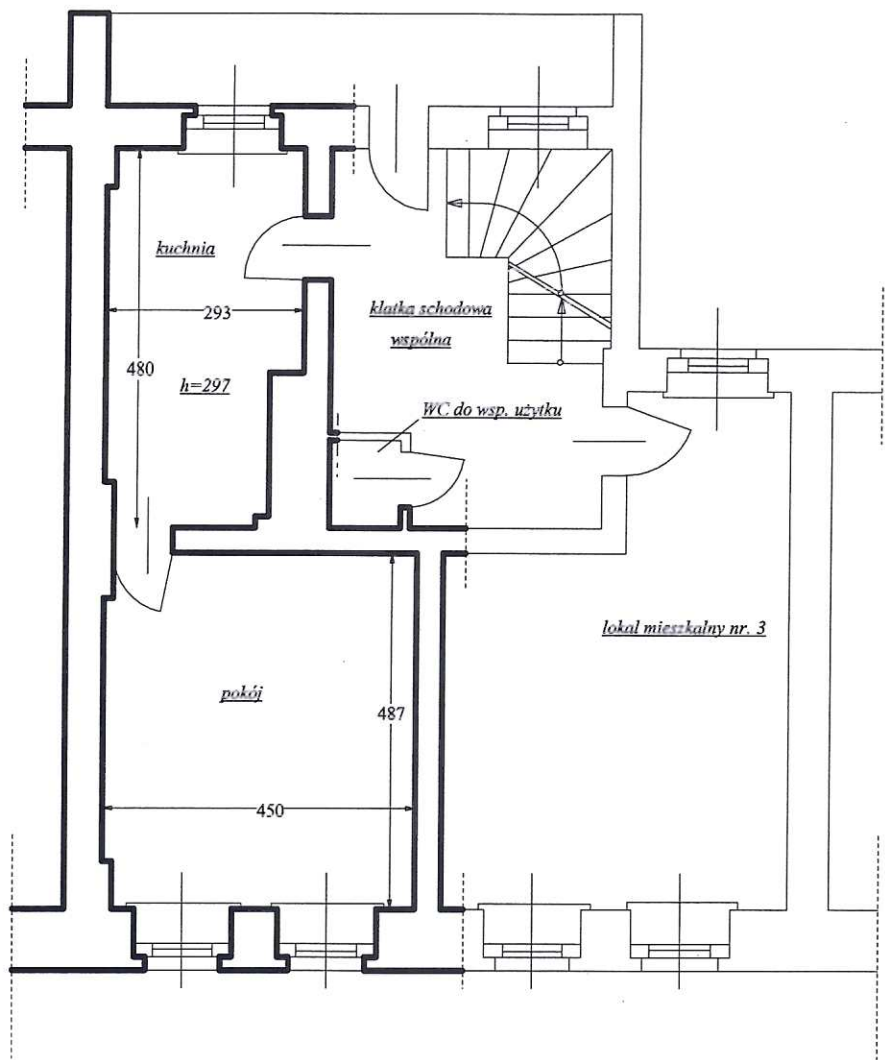 kuchnia
293
480
h=297
klatka schodowa
wspólna
WC do wsp. użytku
lokal mieszkalny nr. 3
pokój
487
450